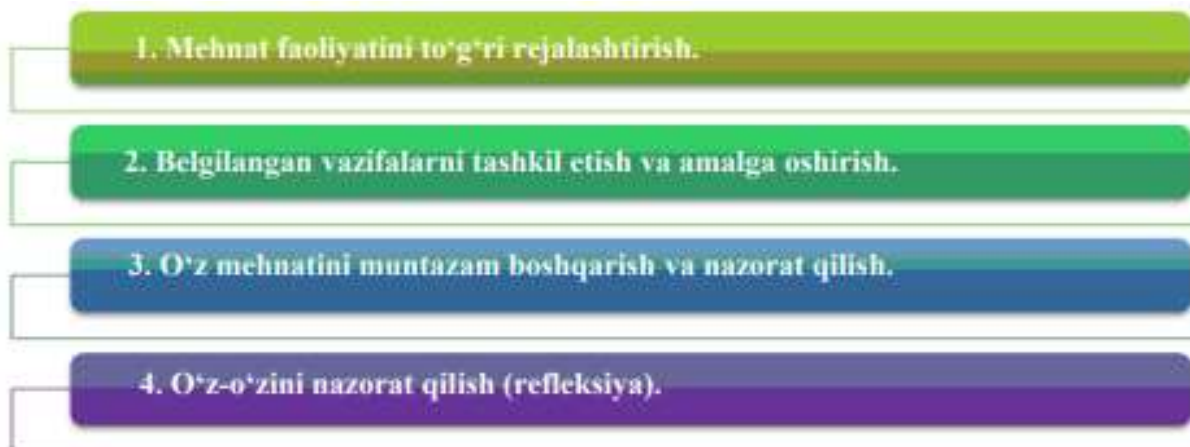 1. Mehnat faoliyatini to‘g‘ri rejalashtirish.
2. Belgilangan vazifalarni tashkil etish va amalga oshirish.
3. O‘z mehnatini muntazam boshqarish va nazorat qilish.
4. O‘z-o‘zini nazorat qilish (refleksiya).